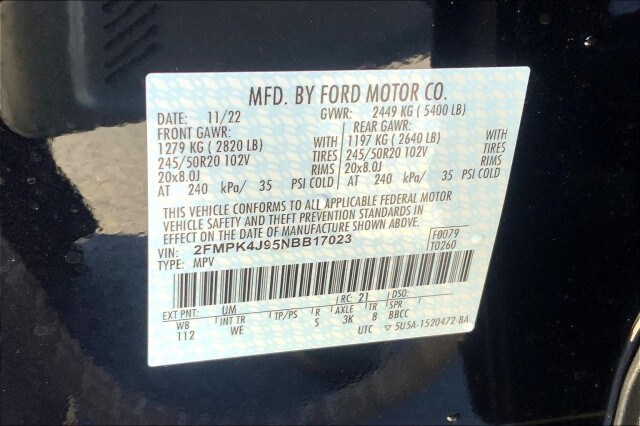 MFD. BY FORD MOTOR CO.
DATE: 11/22 GVWR: 2449 KG (5400 LB)
FRONT GAWR: REAR GAWR:
1279 KG (2820 LB) WITH 1197 KG (2640 LB) WITH
245/50R20 102V TIRES 245/50R20 102V TIRES
20x8.0J RIMS 20x8.0J RIMS
AT 240 kPa/ 35 PSI COLD AT 240 kPa/ 35 PSI COLD
THIS VEHICLE CONFORMS TO ALL APPLICABLE FEDERAL MOTOR
VEHICLE SAFETY AND THEFT PREVENTION STANDARDS IN
EFFECT ON THE DATE OF MANUFACTURE SHOWN ABOVE.
VIN: 2FMPK4J95NBB17023 F0079
TYPE: MPV T0260
EXT PNT: UM RC: 21 DSO:
WB INT TR TP/PS R AXLE TR SPR
112 WE S 3K 8 BBCC
UTC ▽ 5U5A-1520472-BA